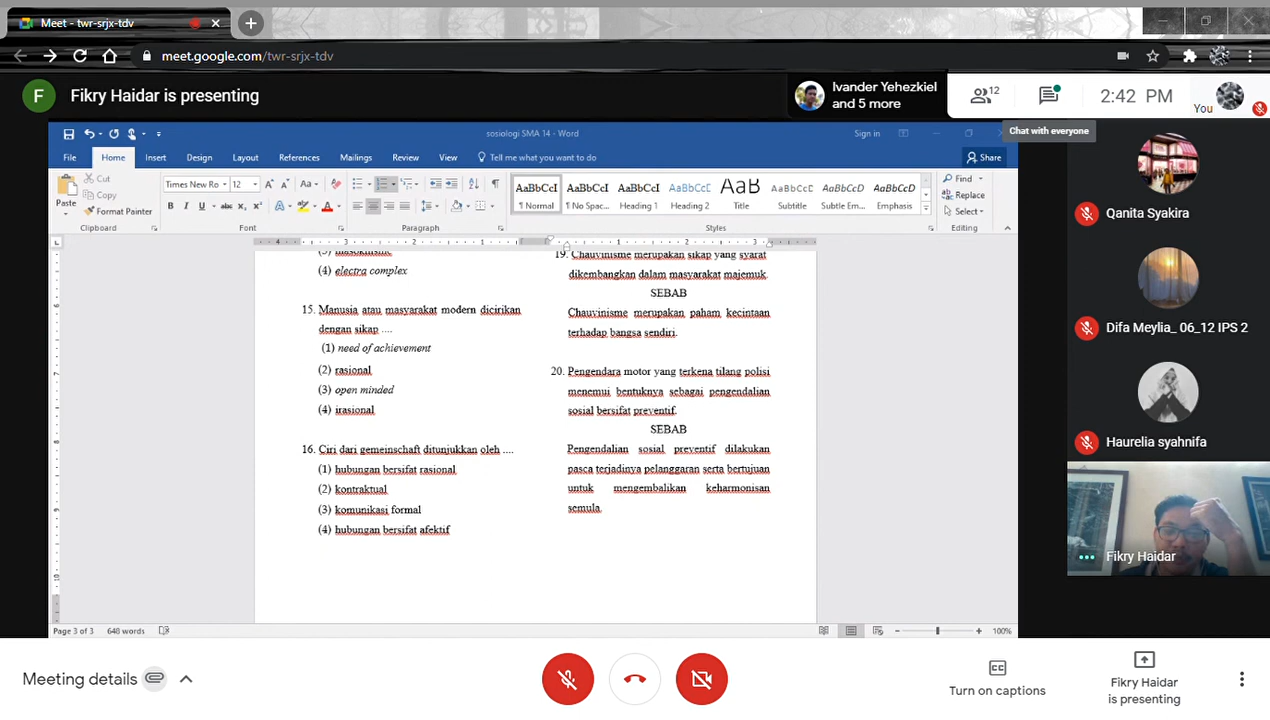 Meet - twr-srjx-tdv
meet.google.com/twr-srjx-tdv
F
Fikry Haidar is presenting
Ivander Yehezkiel
and 5 more
12
2:42 PM
You
Chat with everyone
sosiologi SMA 14 - Word
Sign in
File Home Insert Design Layout References Mailings Review View Tell me what you want to do
Share
Paste
Cut
Copy
Format Painter
Clipboard
Times New Ro 12
Font
Paragraph
AaBbCcI
¶ Normal
AaBbCcI
¶ No Spac...
AaBbCcI
Heading 1
AaBbCcC
Heading 2
AaB
Title
AaBbCcC
Subtitle
AaBbCcC
Subtle Em...
AaBbCcC
Emphasis
Styles
Find
Replace
Select
Editing
(3) masokhisme
(4) electra complex
15. Manusia atau masyarakat modern dicirikan
dengan sikap ....
(1) need of achievement
(2) rasional
(3) open minded
(4) irasional
16. Ciri dari gemeinschaft ditunjukkan oleh ....
(1) hubungan bersifat rasional
(2) kontraktual
(3) komunikasi formal
(4) hubungan bersifat afektif
19. Chauvinisme merupakan sikap yang syarat
dikembangkan dalam masyarakat majemuk.
SEBAB
Chauvinisme merupakan paham kecintaan
terhadap bangsa sendiri.
20. Pengendara motor yang terkena tilang polisi
menemui bentuknya sebagai pengendalian
sosial bersifat preventif.
SEBAB
Pengendalian sosial preventif dilakukan
pasca terjadinya pelanggaran serta bertujuan
untuk mengembalikan keharmonisan
semula.
Page 3 of 3 648 words
100%
Qanita Syakira
Difa Meylia_ 06_12 IPS 2
Haurelia syahnifa
Fikry Haidar
Meeting details
Turn on captions
Fikry Haidar
is presenting